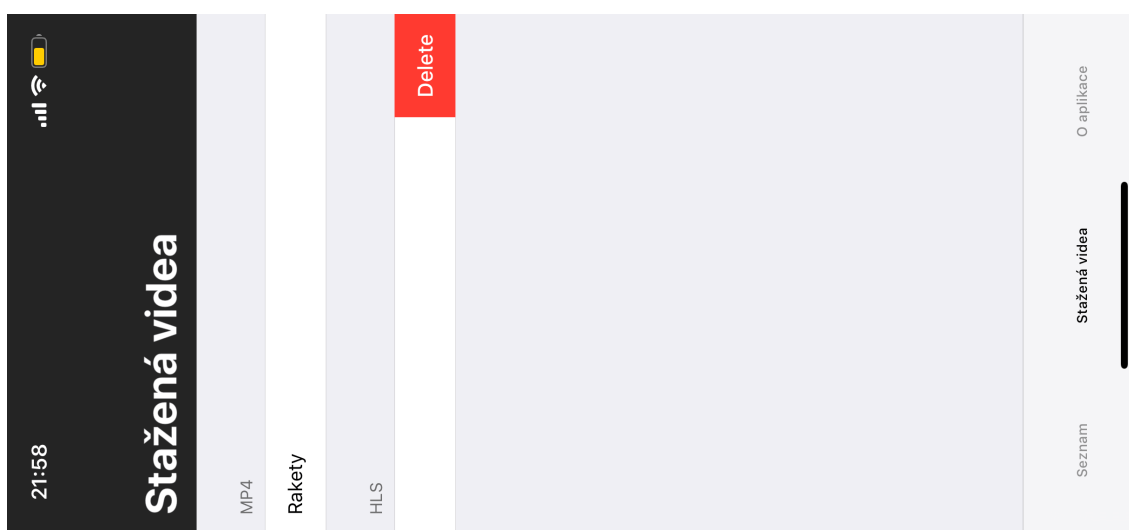 21:58
Stažená videa
MP4
Rakety
HLS
Delete
Seznam
Stažená videa
O aplikace